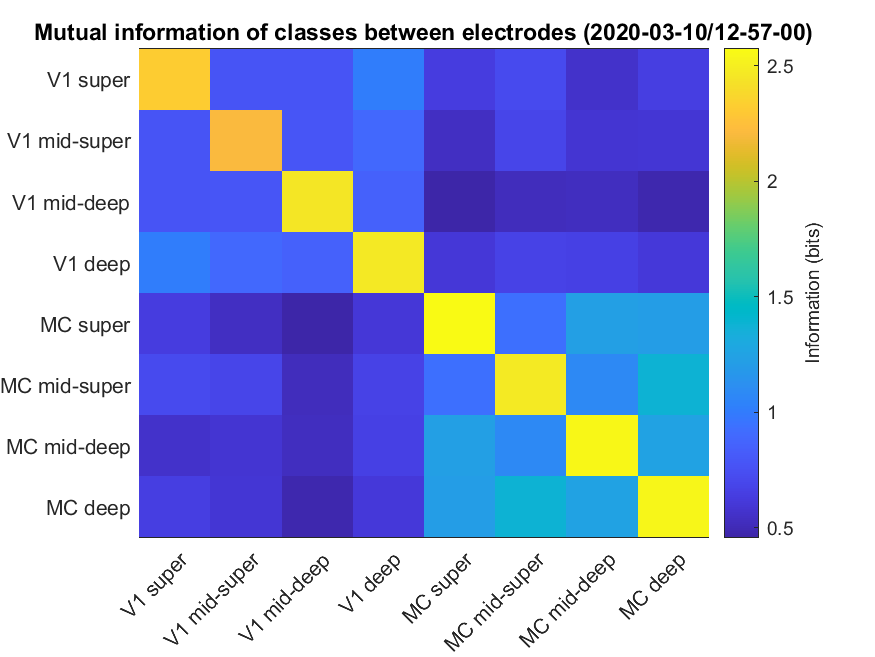 Mutual information of classes between electrodes (2020-03-10/12-57-00)
V1 super
V1 mid-super
V1 mid-deep
V1 deep
MC super
MC mid-super
MC mid-deep
MC deep
V1 super
V1 mid-super
V1 mid-deep
V1 deep
MC super
MC mid-super
MC mid-deep
MC deep
2.5
2
1.5
1
0.5
Information (bits)